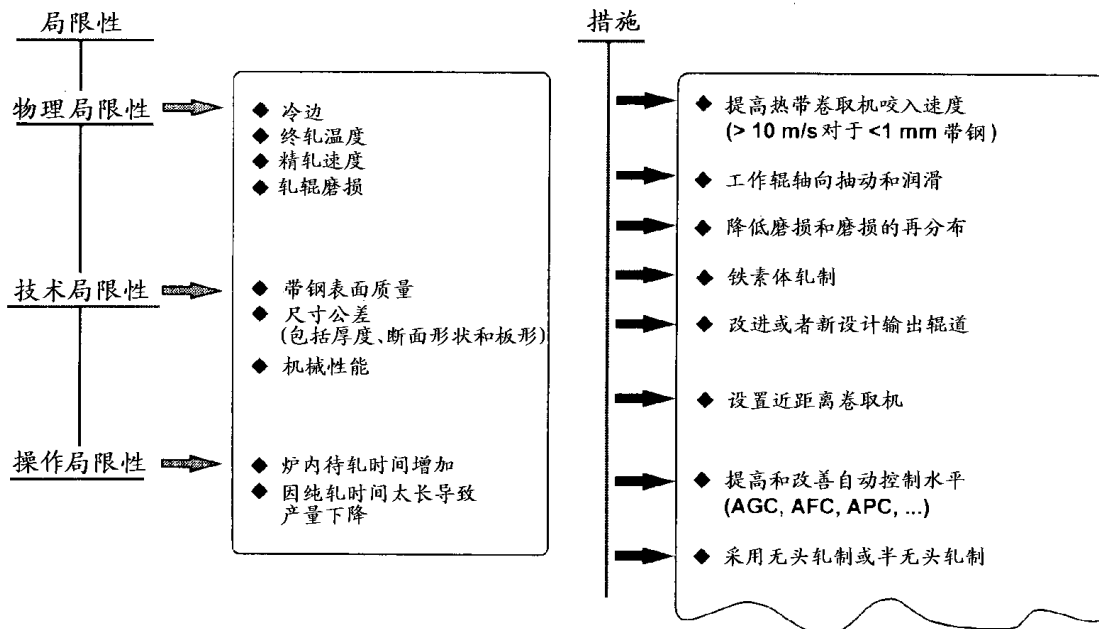 局限性
物理局限性
◆ 冷边
◆ 终轧温度
◆ 精轧速度
◆ 轧辊磨损
技术局限性
◆ 带钢表面质量
◆ 尺寸公差
(包括厚度、断面形状和板形)
◆ 机械性能
操作局限性
◆ 炉内待轧时间增加
◆ 因纯轧时间太长导致
产量下降
措施
◆ 提高热带卷取机咬入速度
(> 10 m/s 对于 <1 mm 带钢)
◆ 工作辊轴向抽动和润滑
◆ 降低磨损和磨损的再分布
◆ 铁素体轧制
◆ 改进或者新设计输出辊道
◆ 设置近距离卷取机
◆ 提高和改善自动控制水平
(AGC, AFC, APC, ...)
◆ 采用无头轧制或半无头轧制